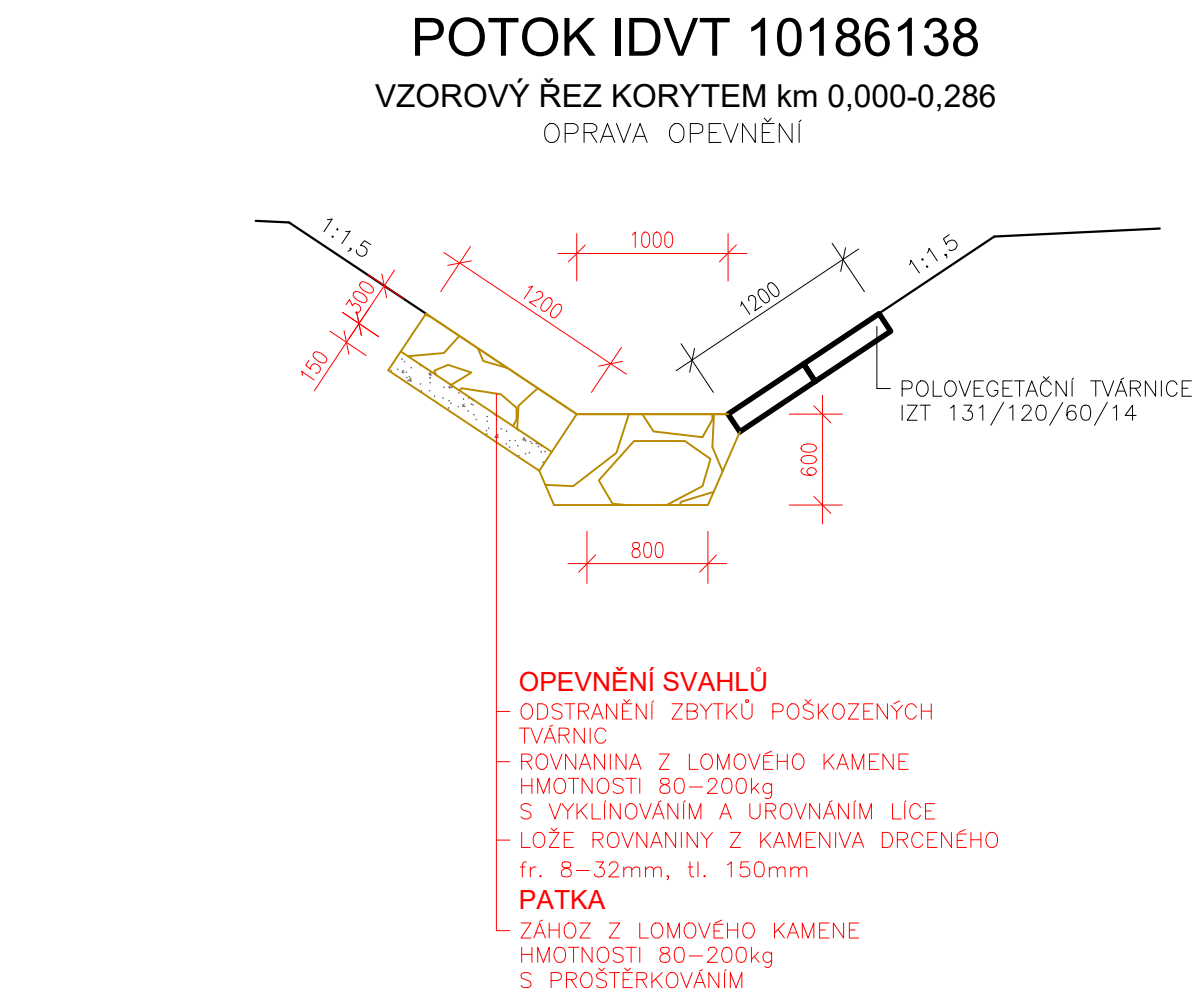 POTOK IDVT 10186138
VZOROVÝ ŘEZ KORYTEM km 0,000-0,286
OPRAVA OPEVNĚNÍ
1:1,5
1000
1:1,5
300
1200
1200
150
POLOVEGETAČNÍ TVÁRNICE
IZT 131/120/60/14
600
800
OPEVNĚNÍ SVAHLŮ
ODSTRANĚNÍ ZBYTKŮ POŠKOZENÝCH
TVÁRNIC
ROVNANINA Z LOMOVÉHO KAMENE
HMOTNOSTI 80–200kg
S VYKLÍNOVÁNÍM A UROVNÁNÍM LÍCE
LOŽE ROVNANINY Z KAMENIVA DRCENÉHO
fr. 8–32mm, tl. 150mm
PATKA
ZÁHOZ Z LOMOVÉHO KAMENE
HMOTNOSTI 80–200kg
S PROŠTĚRKOVÁNÍM